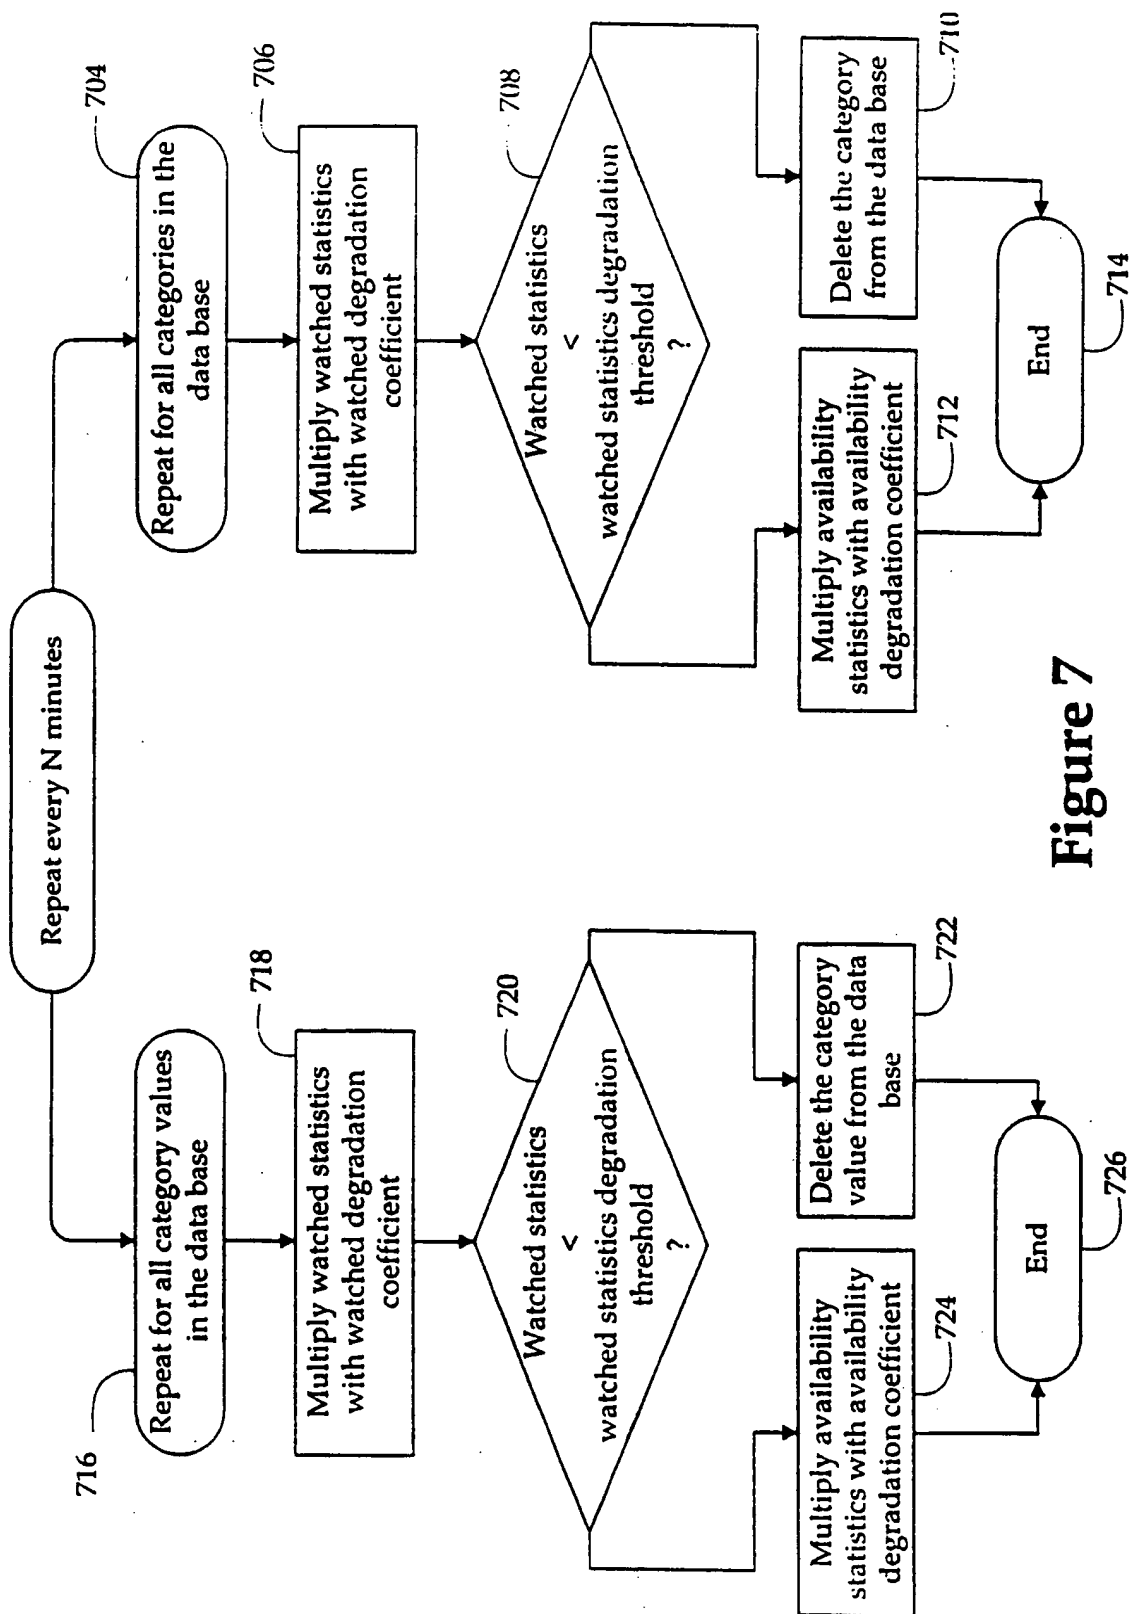 Repeat every N minutes
716
Repeat for all category values
in the data base
718
Multiply watched statistics
with watched degradation
coefficient
720
Watched statistics
<
watched statistics degradation
threshold
?
Multiply availability
statistics with availability
degradation coefficient
724
Delete the category
value from the data
base
722
End
726
704
Repeat for all categories in the
data base
706
Multiply watched statistics
with watched degradation
coefficient
708
Watched statistics
<
watched statistics degradation
threshold
?
Multiply availability
statistics with availability
degradation coefficient
712
Delete the category
from the data base
710
End
714
Figure 7